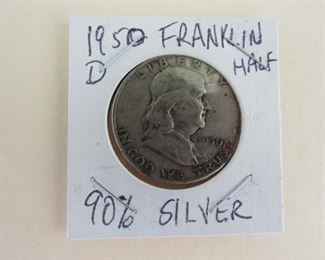 1950 FRANKLIN
D HALF
LIBERTY
1950
IN GOD WE TRUST
90% SILVER